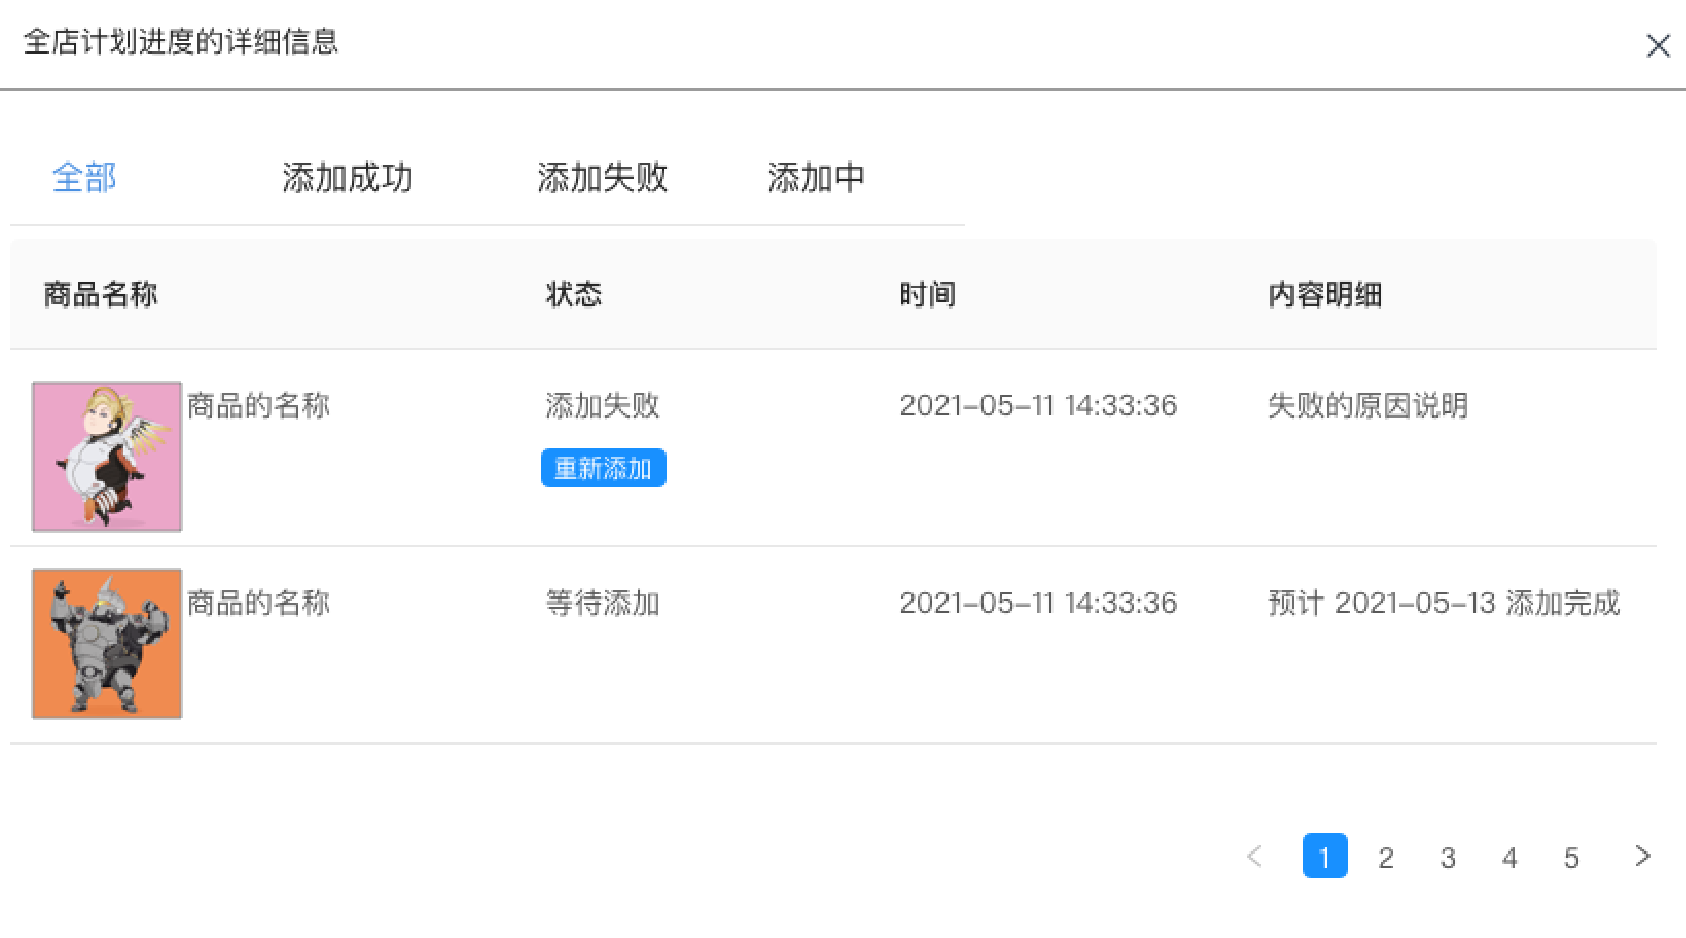 全店计划进度的详细信息
全部 添加成功 添加失败 添加中
商品名称 状态 时间 内容明细
商品的名称 添加失败 2021-05-11 14:33:36 失败的原因说明
重新添加
商品的名称 等待添加 2021-05-11 14:33:36 预计 2021-05-13 添加完成
1 2 3 4 5